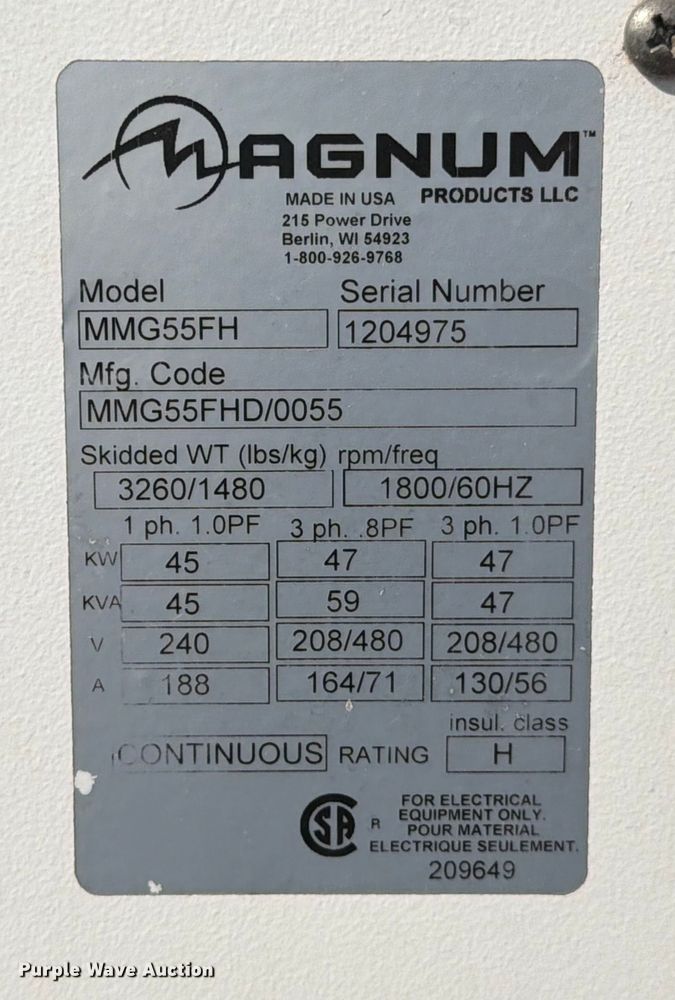 MAGNUM™
MADE IN USA PRODUCTS LLC
215 Power Drive
Berlin, WI 54923
1-800-926-9768
Model Serial Number
MMG55FH 1204975
Mfg. Code
MMG55FHD/0055
Skidded WT (lbs/kg) rpm/freq
3260/1480 1800/60HZ
1 ph. 1.0PF 3 ph. .8PF 3 ph. 1.0PF
KW 45 47 47
KVA 45 59 47
V 240 208/480 208/480
A 188 164/71 130/56
insul. class
CONTINUOUS RATING H
SA R FOR ELECTRICAL
EQUIPMENT ONLY.
POUR MATERIAL
ELECTRIQUE SEULEMENT.
209649
Purple Wave Auction